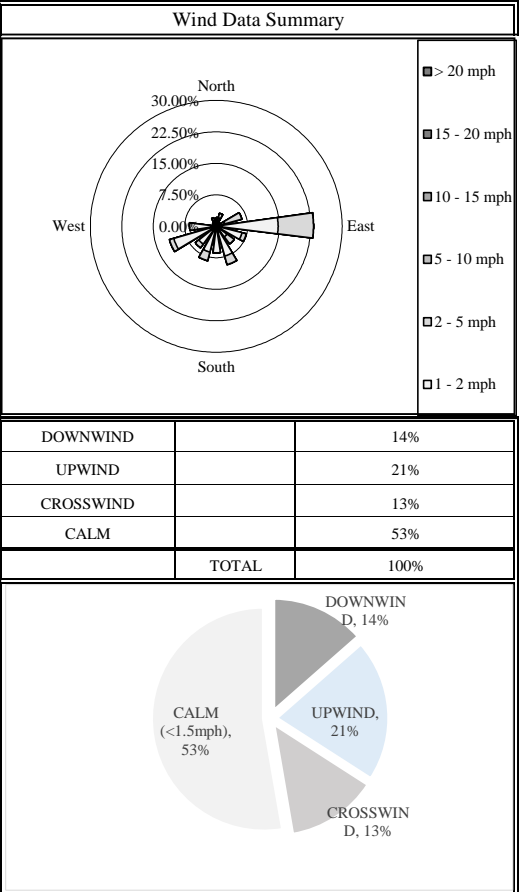 Wind Data Summary
North
30.00%
22.50%
15.00%
7.50%
0.00%
West
East
South
> 20 mph
15 - 20 mph
10 - 15 mph
5 - 10 mph
2 - 5 mph
1 - 2 mph
DOWNWIND 14%
UPWIND 21%
CROSSWIND 13%
CALM 53%
TOTAL 100%
DOWNWIN
D, 14%
UPWIND,
21%
CROSSWIN
D, 13%
CALM
(<1.5mph),
53%